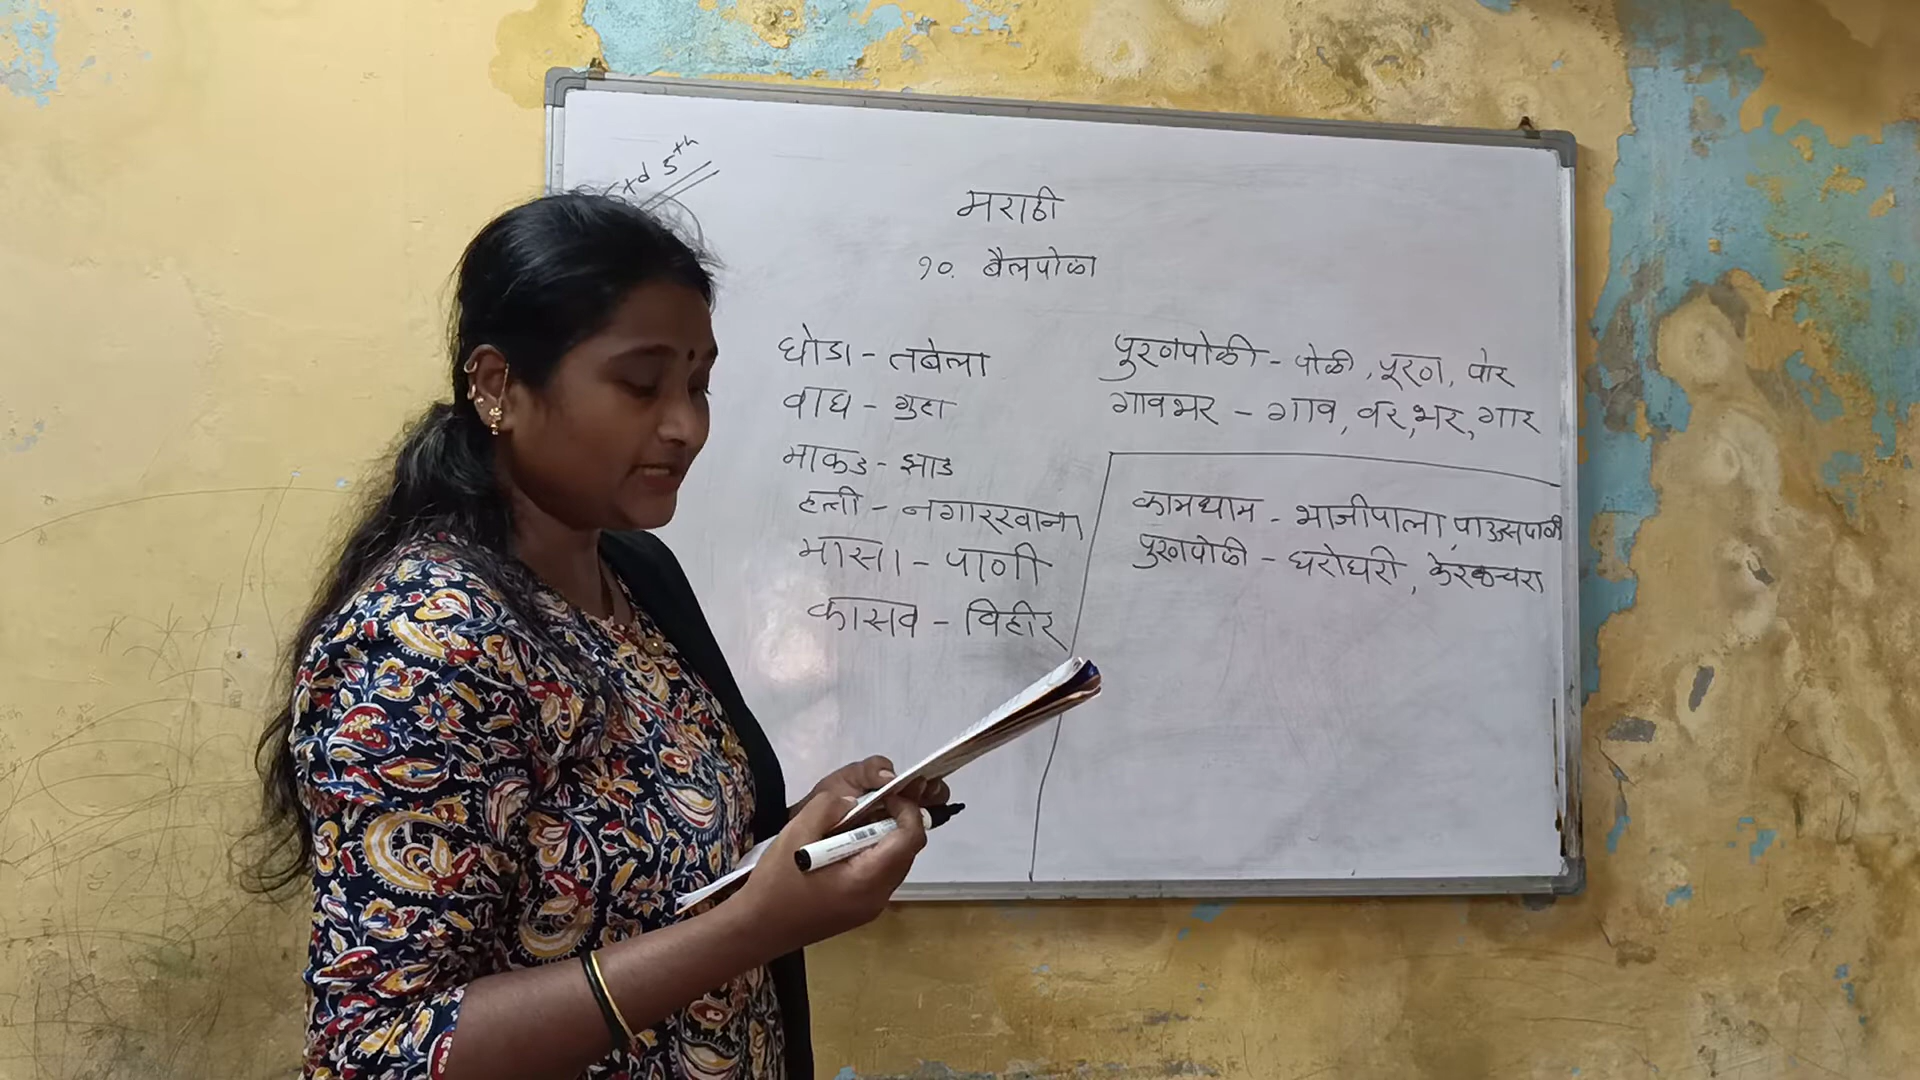 xd 5th
मराठी
१०. बैलपोळा
घोडा - तबेला
वाघ - गुहा
माकड - झाड
हत्ती - नगारखाना
मासा - पाणी
कासव - विहीर
पुरणपोळी - पोळी, पूरण, पोर
गावभर - गाव, वर, भर, गार
कामधाम - भाजीपाला, पाऊसपाणी
पुरणपोळी - घरोघरी, केरकचरा